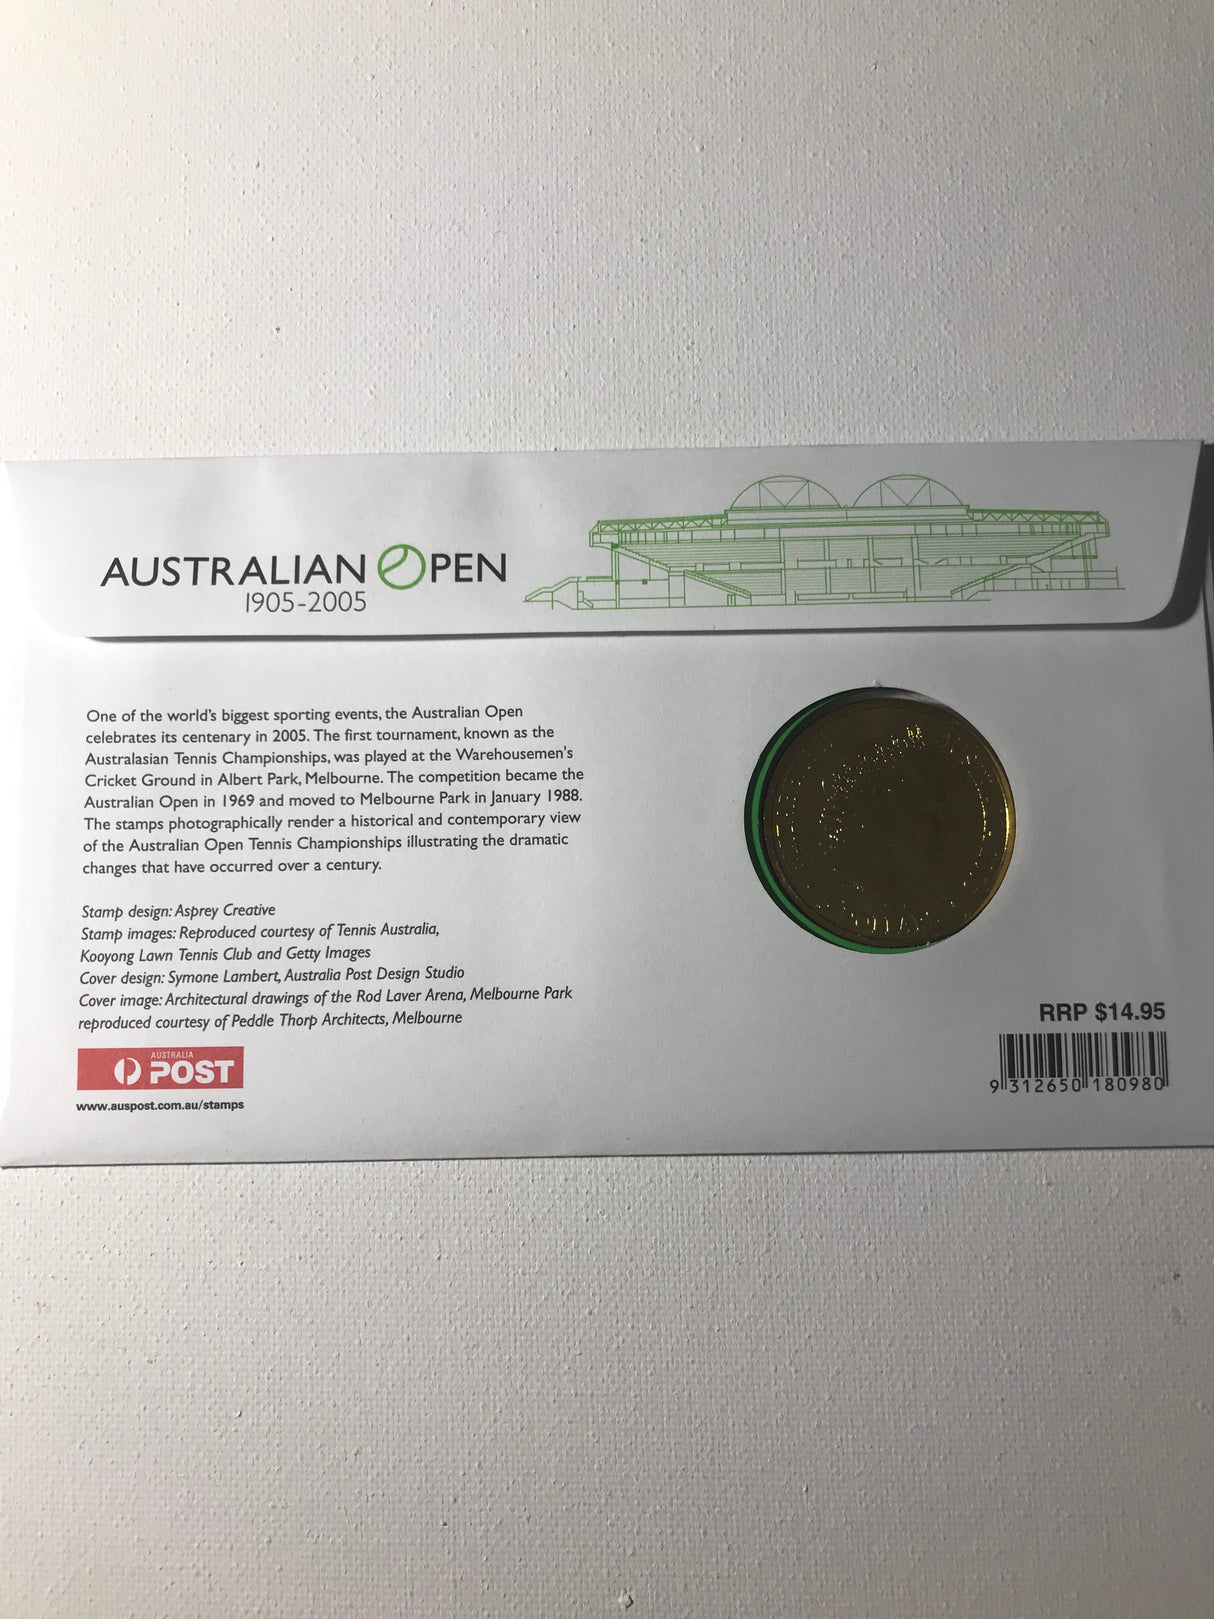 AUSTRALIAN OPEN
1905-2005
One of the world's biggest sporting events, the Australian Open
celebrates its centenary in 2005. The first tournament, known as the
Australasian Tennis Championships, was played at the Warehousemen's
Cricket Ground in Albert Park, Melbourne. The competition became the
Australian Open in 1969 and moved to Melbourne Park in January 1988.
The stamps photographically render a historical and contemporary view
of the Australian Open Tennis Championships illustrating the dramatic
changes that have occurred over a century.
Stamp design: Asprey Creative
Stamp images: Reproduced courtesy of Tennis Australia,
Kooyong Lawn Tennis Club and Getty Images
Cover design: Symone Lambert, Australia Post Design Studio
Cover image: Architectural drawings of the Rod Laver Arena, Melbourne Park
reproduced courtesy of Peddle Thorp Architects, Melbourne
AUSTRALIA
POST
www.auspost.com.au/stamps
RRP $14.95
9 312650 180980